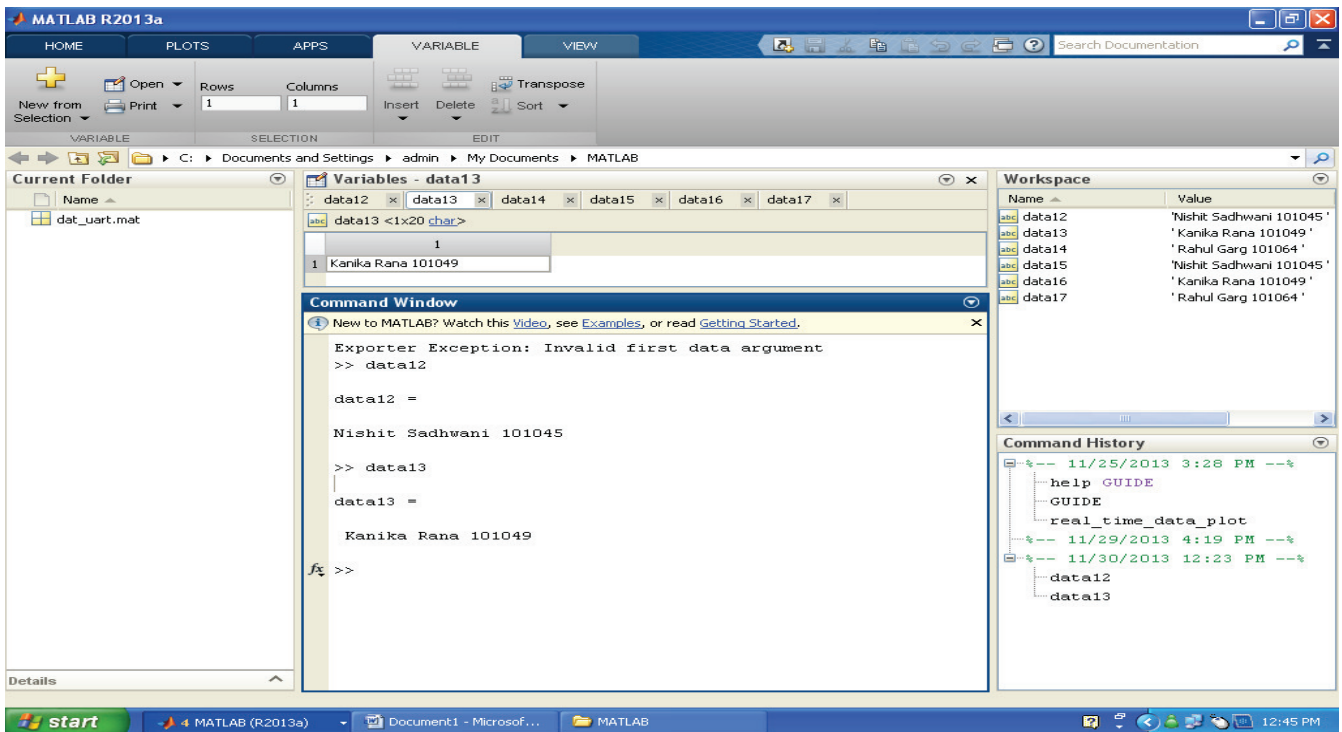 MATLAB R2013a
HOME PLOTS APPS VARIABLE VIEW
Search Documentation
New from Selection
Open
Print
Rows Columns
1 1
Insert Delete
Transpose
Sort
VARIABLE SELECTION EDIT
C: Documents and Settings admin My Documents MATLAB
Current Folder
Name
dat_uart.mat
Details
Variables - data13
data12 data13 data14 data15 data16 data17
abc data13 <1x20 char>
1
1 Kanika Rana 101049
Command Window
New to MATLAB? Watch this Video, see Examples, or read Getting Started.
Exporter Exception: Invalid first data argument
>> data12
data12 =
Nishit Sadhwani 101045
>> data13
data13 =
Kanika Rana 101049
fx >>
Workspace
Name Value
abc data12 'Nishit Sadhwani 101045 '
abc data13 ' Kanika Rana 101049 '
abc data14 ' Rahul Garg 101064 '
abc data15 'Nishit Sadhwani 101045 '
abc data16 ' Kanika Rana 101049 '
abc data17 ' Rahul Garg 101064 '
Command History
%-- 11/25/2013 3:28 PM --%
help GUIDE
GUIDE
real_time_data_plot
%-- 11/29/2013 4:19 PM --%
%-- 11/30/2013 12:23 PM --%
data12
data13
start
4 MATLAB (R2013a)
Document1 - Microsof...
MATLAB
12:45 PM